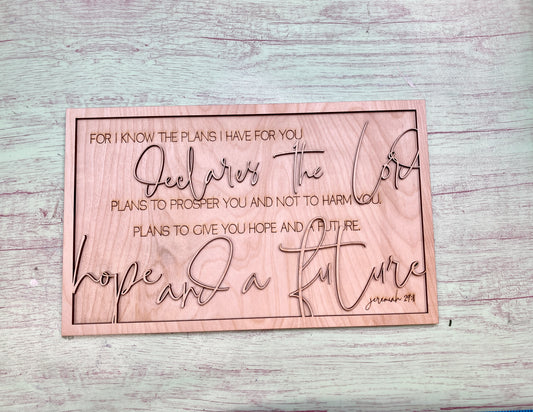 FOR I KNOW THE PLANS I HAVE FOR YOU
Declares the Lord
PLANS TO PROSPER YOU AND NOT TO HARM YOU.
PLANS TO GIVE YOU HOPE AND A FUTURE.
hope and a future
jeremiah 29:11